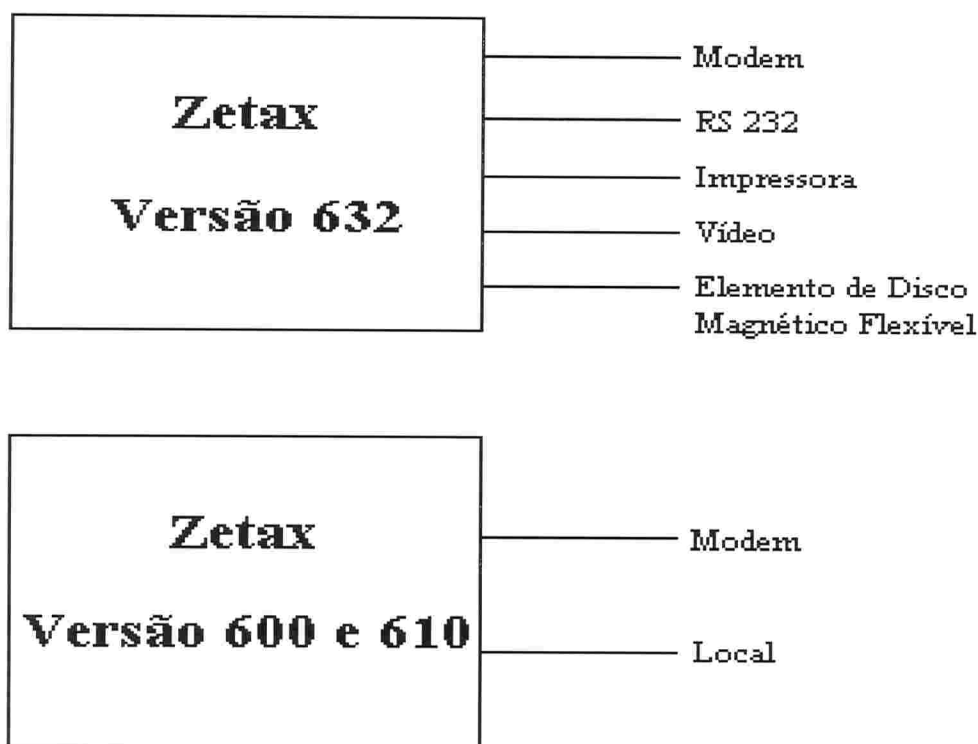 Zetax
Versão 632
Modem
RS 232
Impressora
Vídeo
Elemento de Disco
Magnético Flexível
Zetax
Versão 600 e 610
Modem
Local